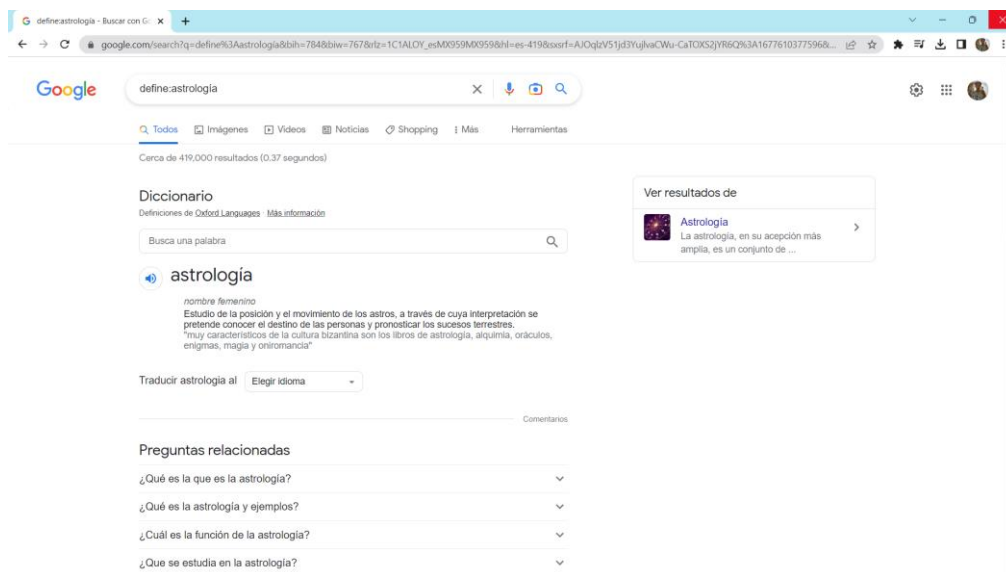 define:astrología - Buscar con Go
google.com/search?q=define%3Aastrologia&bih=784&biw=767&rlz=1C1ALOY_esMX959MX959&hl=es-419&sxsrf=AJOqlzV51jd3YujlvaCWu-CaTOXS2jYR6Q%3A1677610377596&...
Google
define:astrología
Todos
Imágenes
Videos
Noticias
Shopping
Más
Herramientas
Cerca de 419,000 resultados (0.37 segundos)
Diccionario
Definiciones de Oxford Languages · Más información
Busca una palabra
astrología
nombre femenino
Estudio de la posición y el movimiento de los astros, a través de cuya interpretación se
pretende conocer el destino de las personas y pronosticar los sucesos terrestres.
"muy característicos de la cultura bizantina son los libros de astrología, alquimia, oráculos,
enigmas, magia y oniromancia"
Traducir astrologia al
Elegir idioma
Comentarios
Preguntas relacionadas
¿Qué es la que es la astrología?
¿Qué es la astrología y ejemplos?
¿Cuál es la función de la astrología?
¿Que se estudia en la astrología?
Ver resultados de
Astrología
La astrología, en su acepción más
amplia, es un conjunto de ...